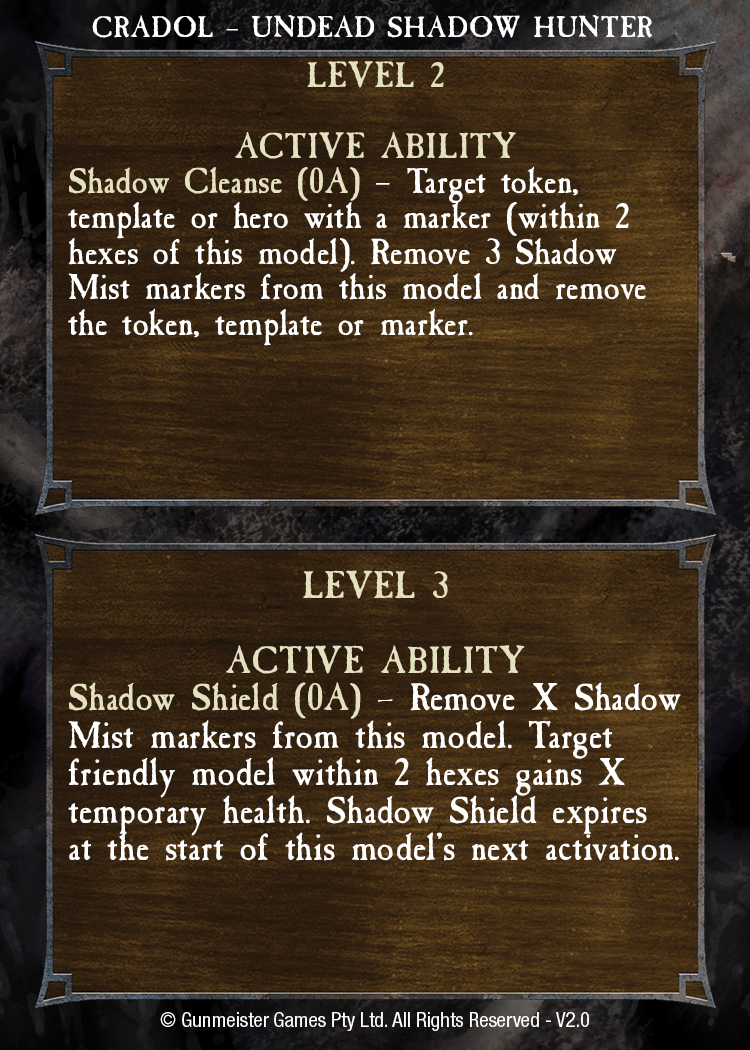 CRADOL – UNDEAD SHADOW HUNTER
LEVEL 2
ACTIVE ABILITY
Shadow Cleanse (0A) – Target token,
template or hero with a marker (within 2
hexes of this model). Remove 3 Shadow
Mist markers from this model and remove
the token, template or marker.
LEVEL 3
ACTIVE ABILITY
Shadow Shield (0A) – Remove X Shadow
Mist markers from this model. Target
friendly model within 2 hexes gains X
temporary health. Shadow Shield expires
at the start of this model's next activation.
© Gunmeister Games Pty Ltd. All Rights Reserved - V2.0